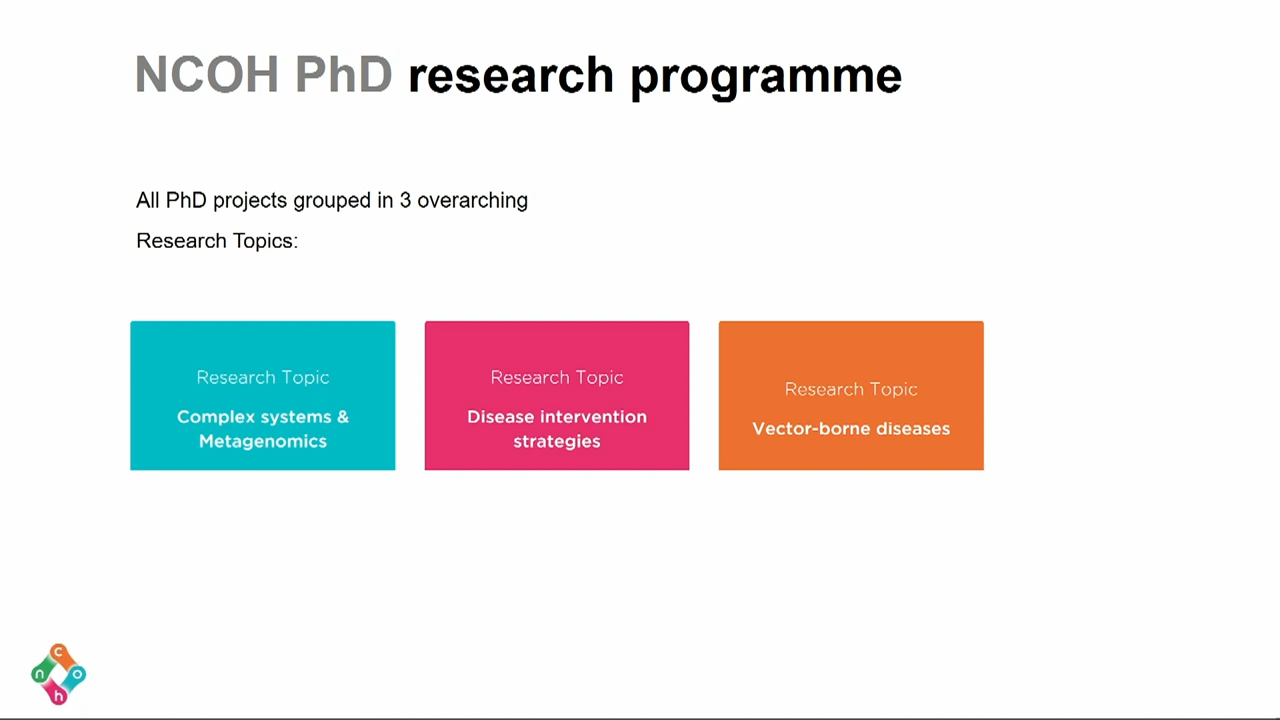 NCOH PhD research programme
All PhD projects grouped in 3 overarching
Research Topics:
Research Topic
Complex systems &
Metagenomics
Research Topic
Disease intervention
strategies
Research Topic
Vector-borne diseases
n c o h